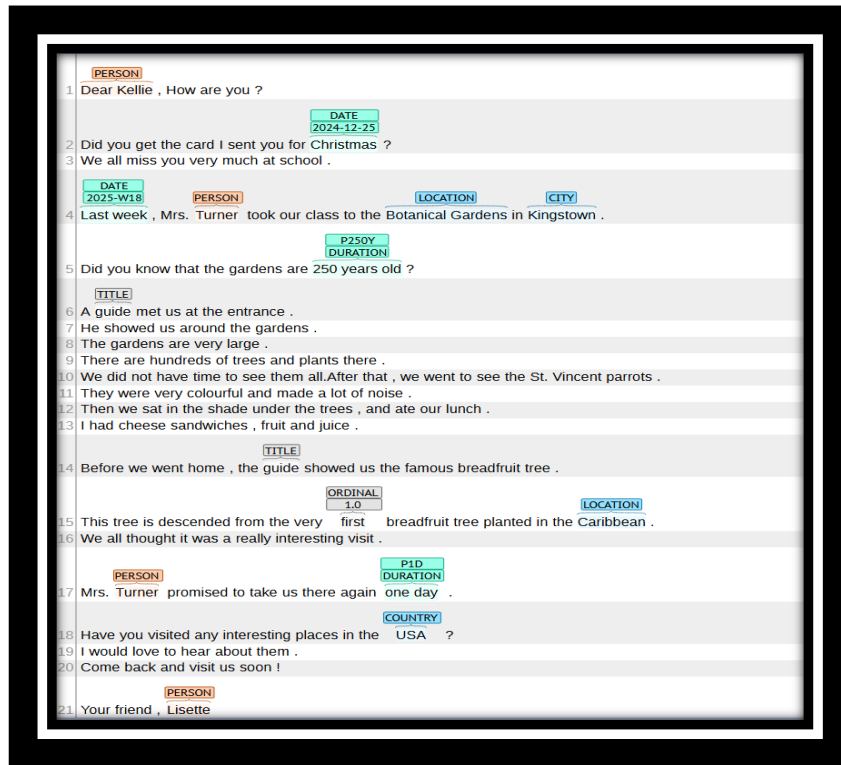 PERSON
1 Dear Kellie , How are you ?
DATE
2024-12-25
2 Did you get the card I sent you for Christmas ?
3 We all miss you very much at school .
DATE
2025-W18 PERSON LOCATION CITY
4 Last week , Mrs. Turner took our class to the Botanical Gardens in Kingstown .
P250Y
DURATION
5 Did you know that the gardens are 250 years old ?
TITLE
6 A guide met us at the entrance .
7 He showed us around the gardens .
8 The gardens are very large .
9 There are hundreds of trees and plants there .
10 We did not have time to see them all.After that , we went to see the St. Vincent parrots .
11 They were very colourful and made a lot of noise .
12 Then we sat in the shade under the trees , and ate our lunch .
13 I had cheese sandwiches , fruit and juice .
TITLE
14 Before we went home , the guide showed us the famous breadfruit tree .
ORDINAL
1.0 LOCATION
15 This tree is descended from the very first breadfruit tree planted in the Caribbean .
16 We all thought it was a really interesting visit .
P1D
PERSON DURATION
17 Mrs. Turner promised to take us there again one day .
COUNTRY
18 Have you visited any interesting places in the USA ?
19 I would love to hear about them .
20 Come back and visit us soon !
PERSON
21 Your friend , Lisette